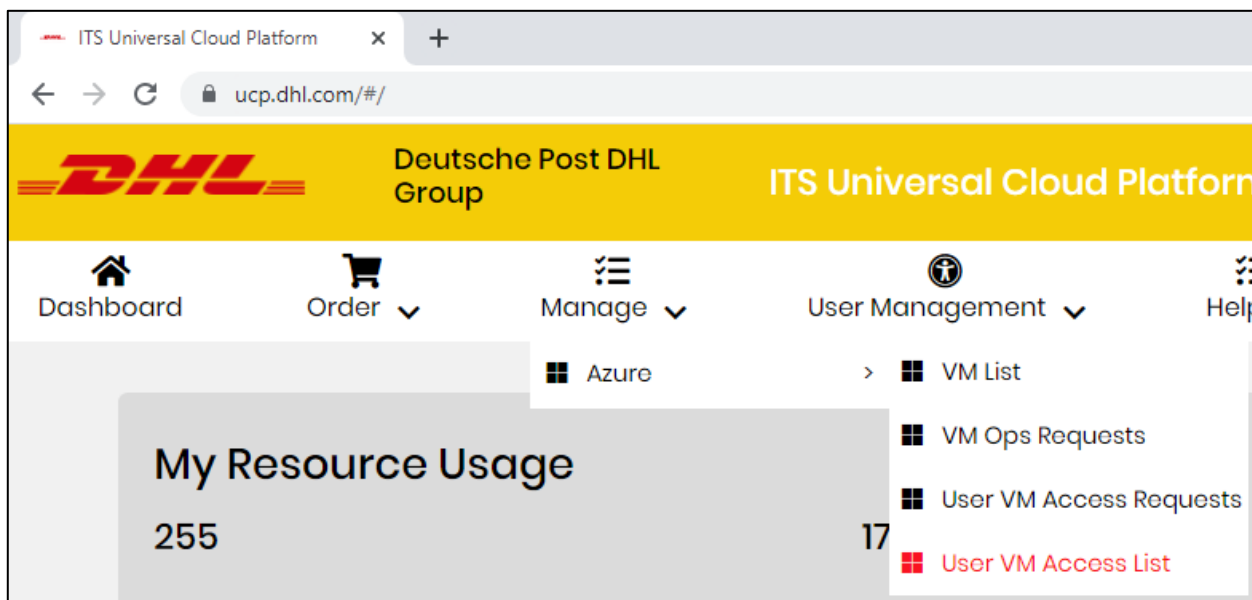 ITS Universal Cloud Platform
ucp.dhl.com/#/
DHL
Deutsche Post DHL
Group
ITS Universal Cloud Platform
Dashboard
Order
Manage
User Management
Help
Azure
VM List
VM Ops Requests
User VM Access Requests
User VM Access List
My Resource Usage
255
17